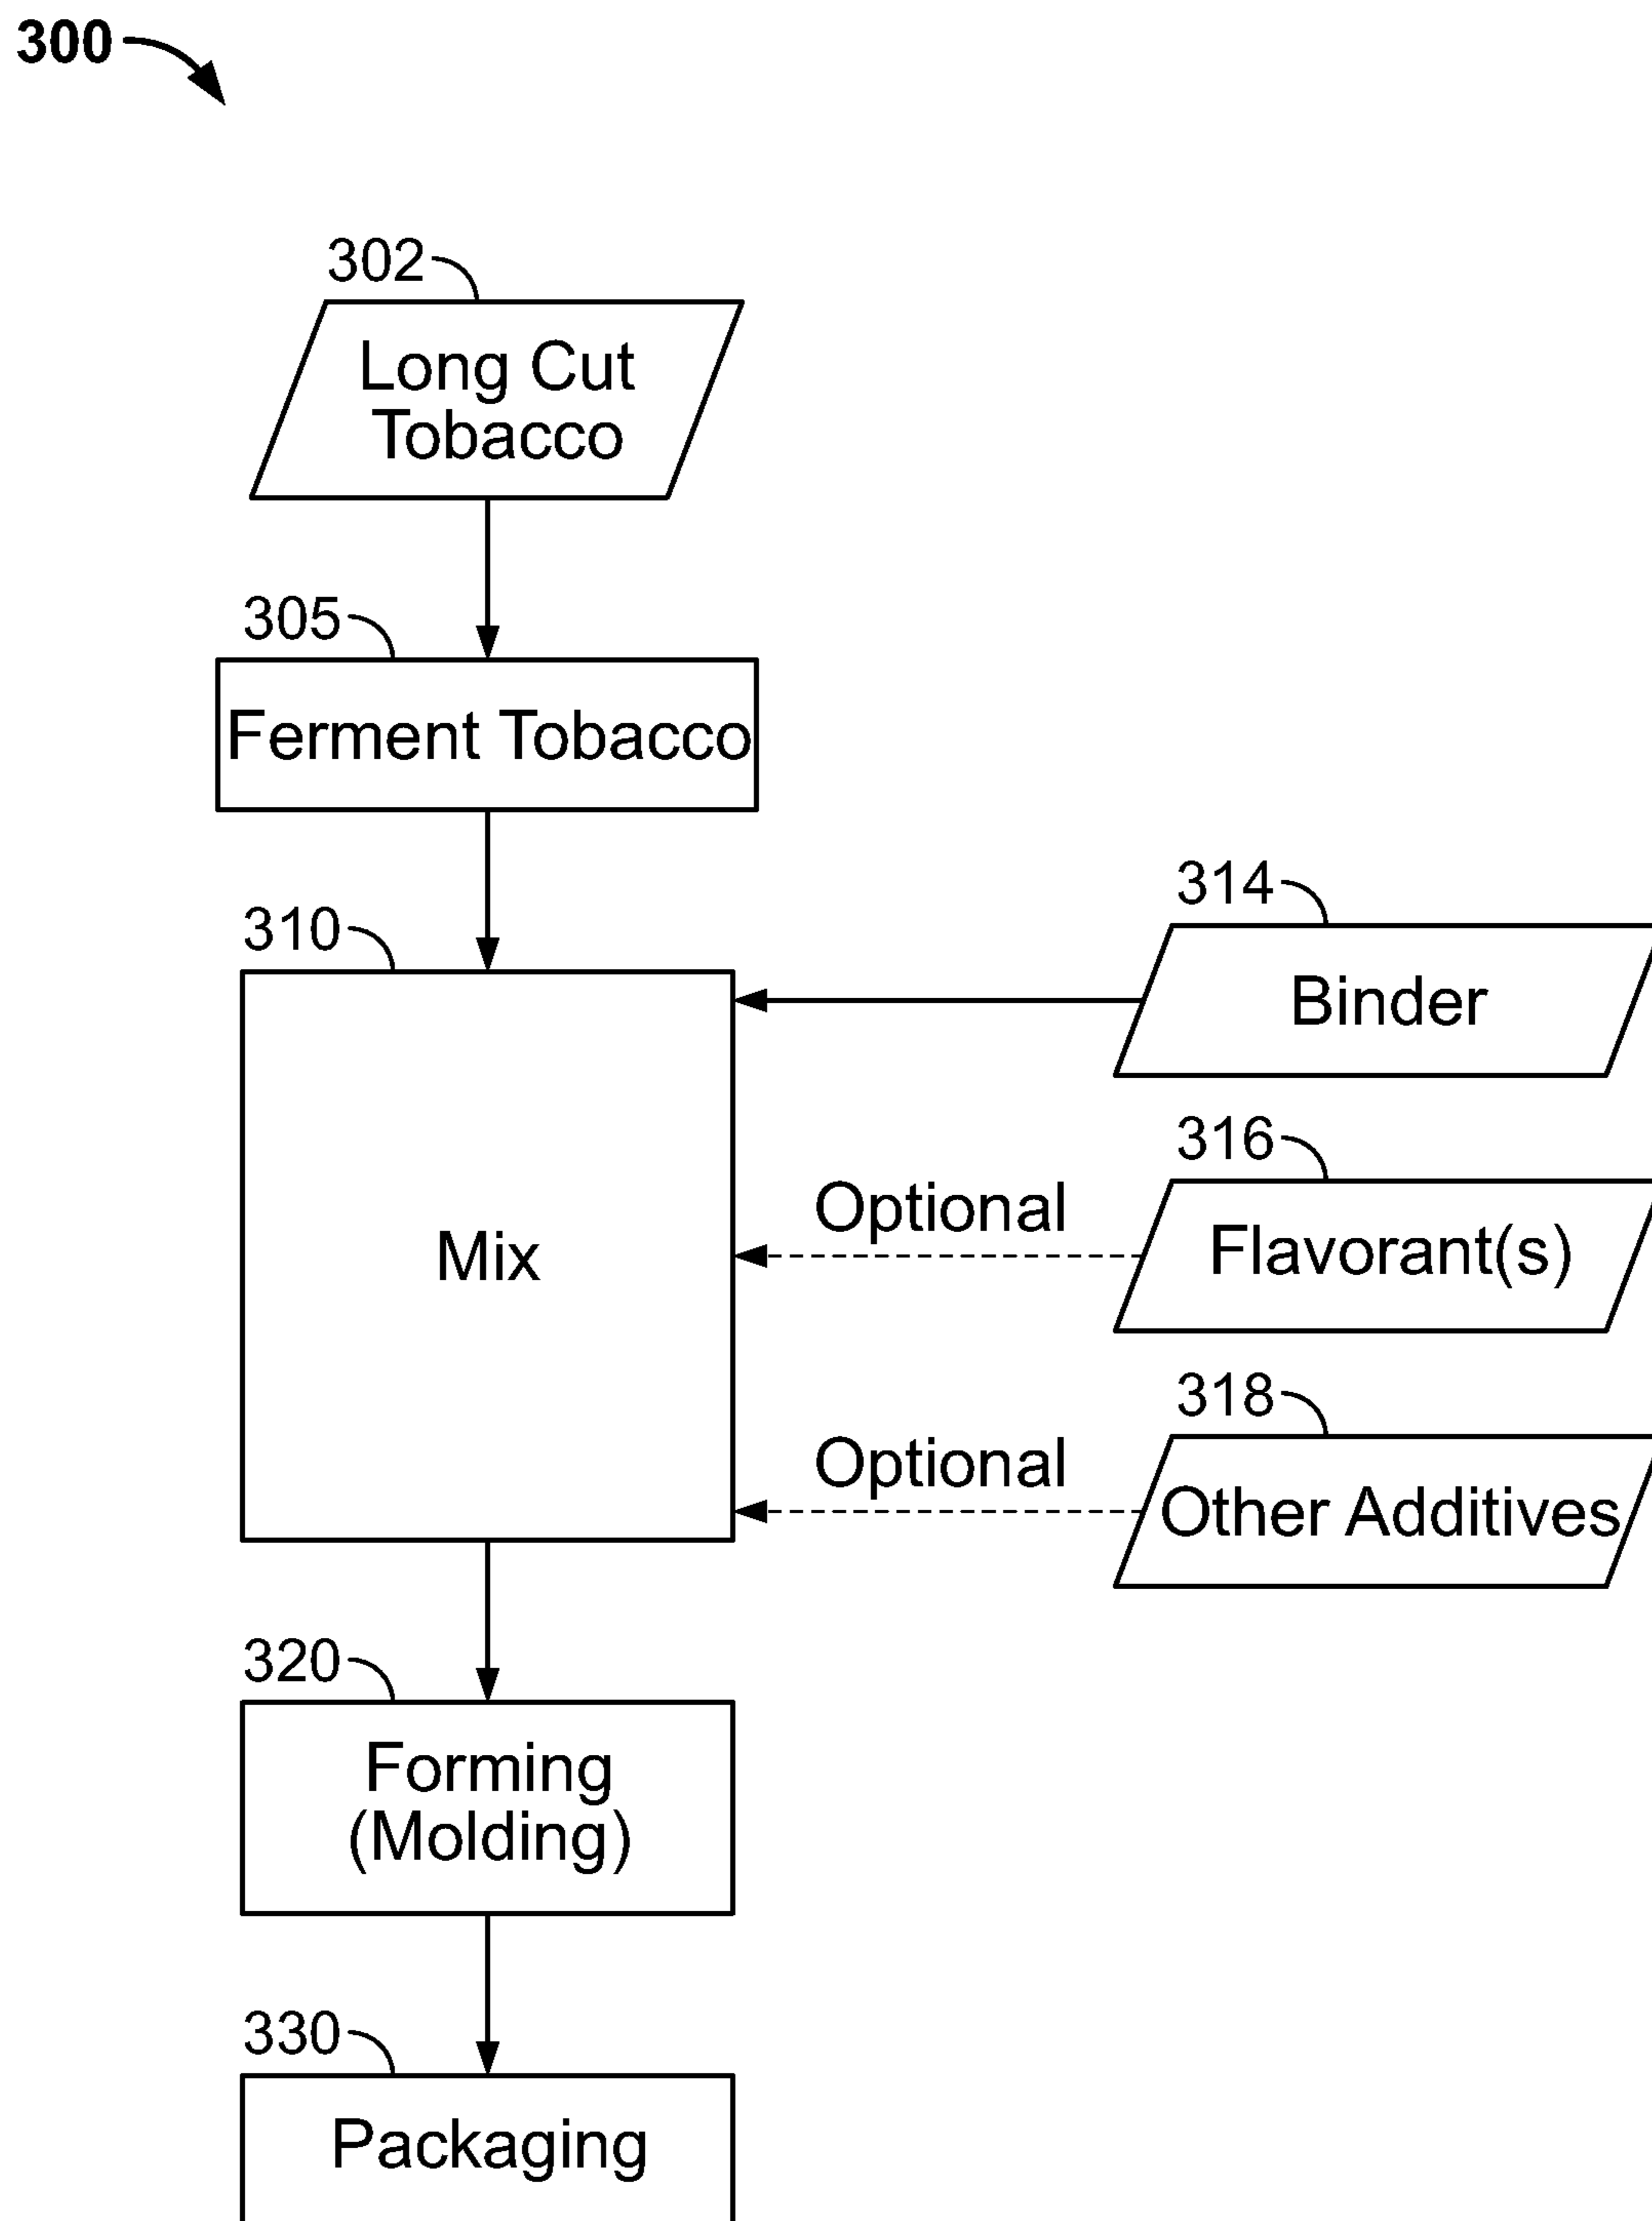 300
302
Long Cut
Tobacco
305
Ferment Tobacco
310
Mix
314
Binder
316
Optional
Flavorant(s)
318
Optional
Other Additives
320
Forming
(Molding)
330
Packaging